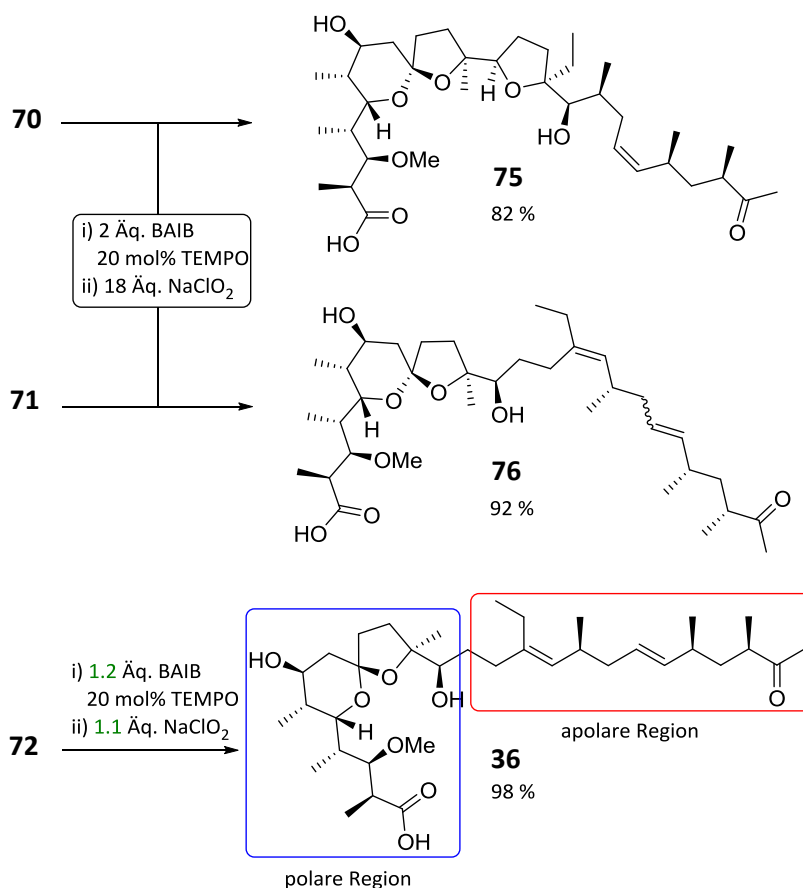 HO
O
O
H
O
HO
H
OMe
O
HO
O
70
75
82 %
i) 2 Äq. BAIB
20 mol% TEMPO
ii) 18 Äq. NaClO2
HO
O
O
H
OH
OMe
O
HO
O
71
76
92 %
HO
O
O
H
OH
OMe
O
OH
O
i) 1.2 Äq. BAIB
20 mol% TEMPO
ii) 1.1 Äq. NaClO2
72
apolare Region
36
98 %
polare Region